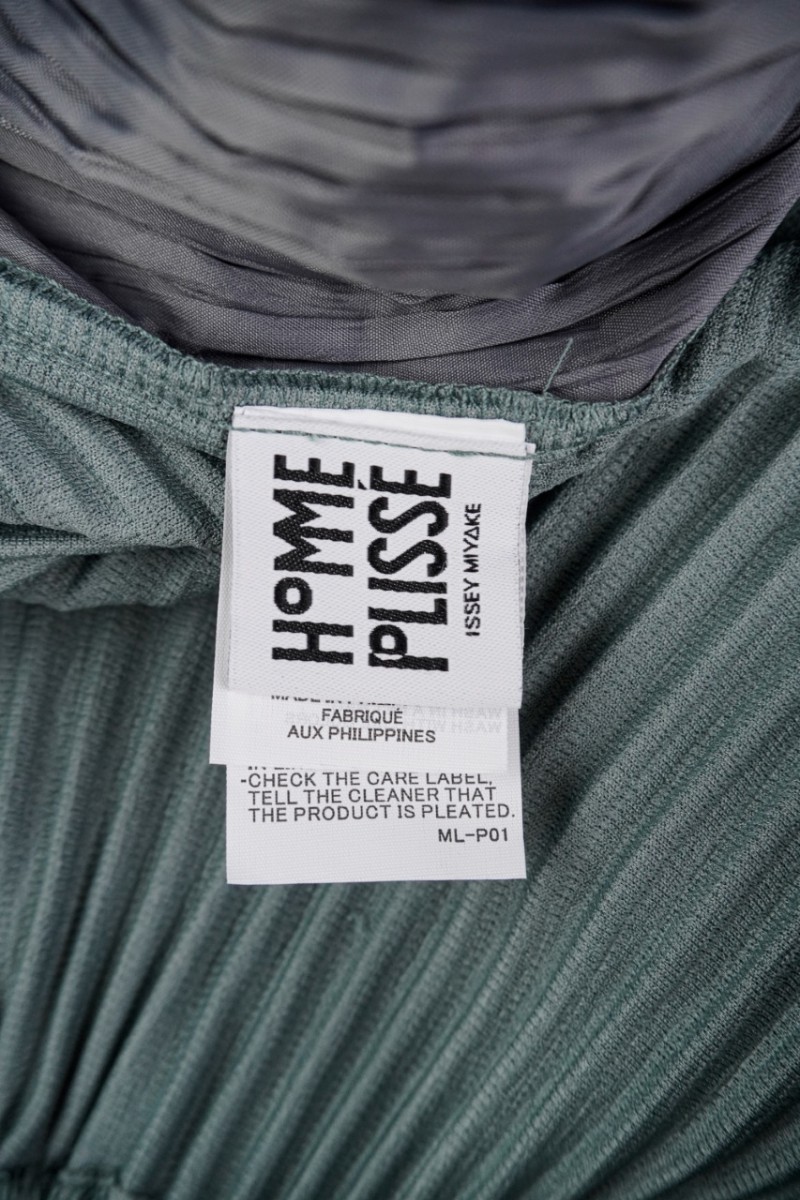 HOMME
PLISSÉ
ISSEY MIYAKE
FABRIQUÉ
AUX PHILIPPINES
-CHECK THE CARE LABEL,
TELL THE CLEANER THAT
THE PRODUCT IS PLEATED.
ML-P01